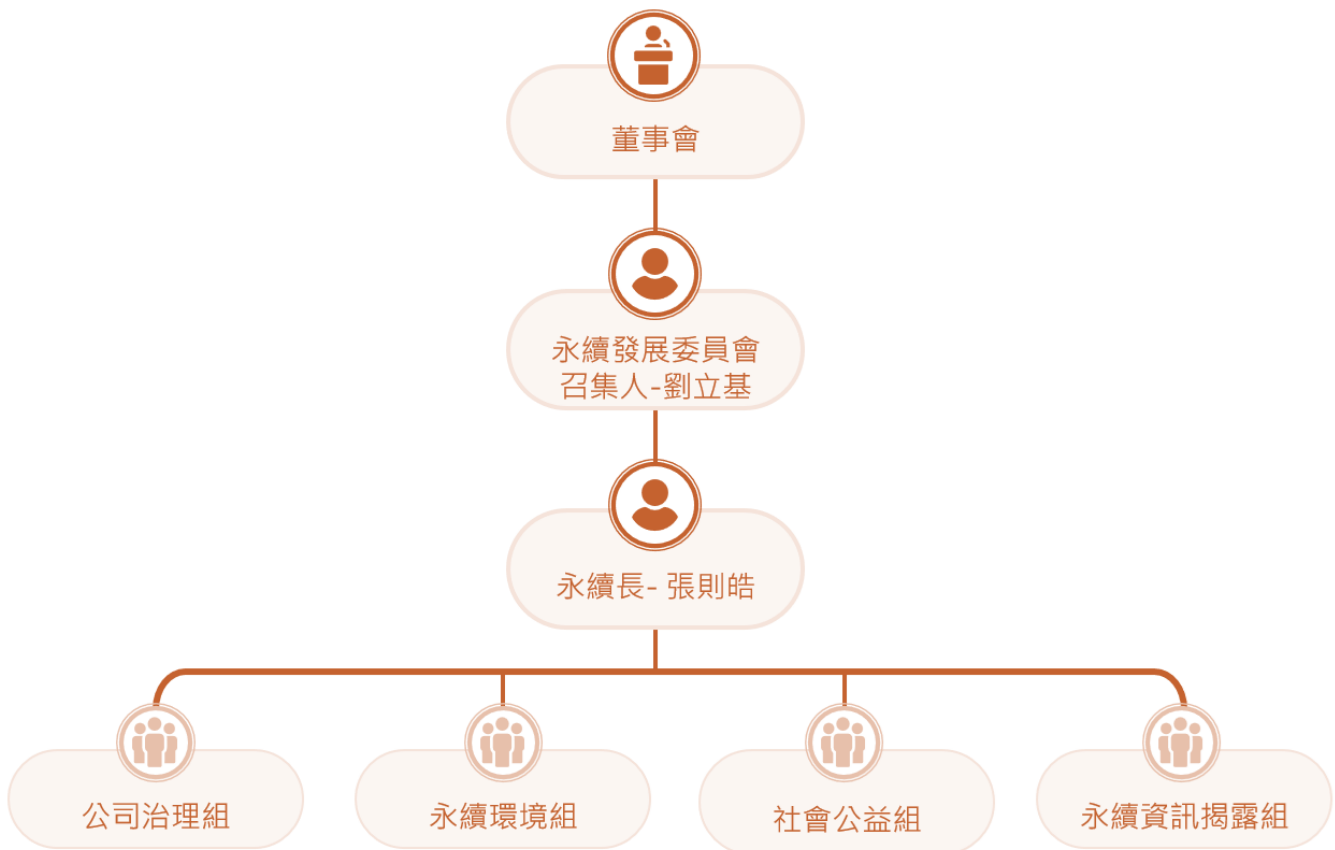 董事會
永續發展委員會
召集人-劉立基
永續長- 張則皓
公司治理組
永續環境組
社會公益組
永續資訊揭露組